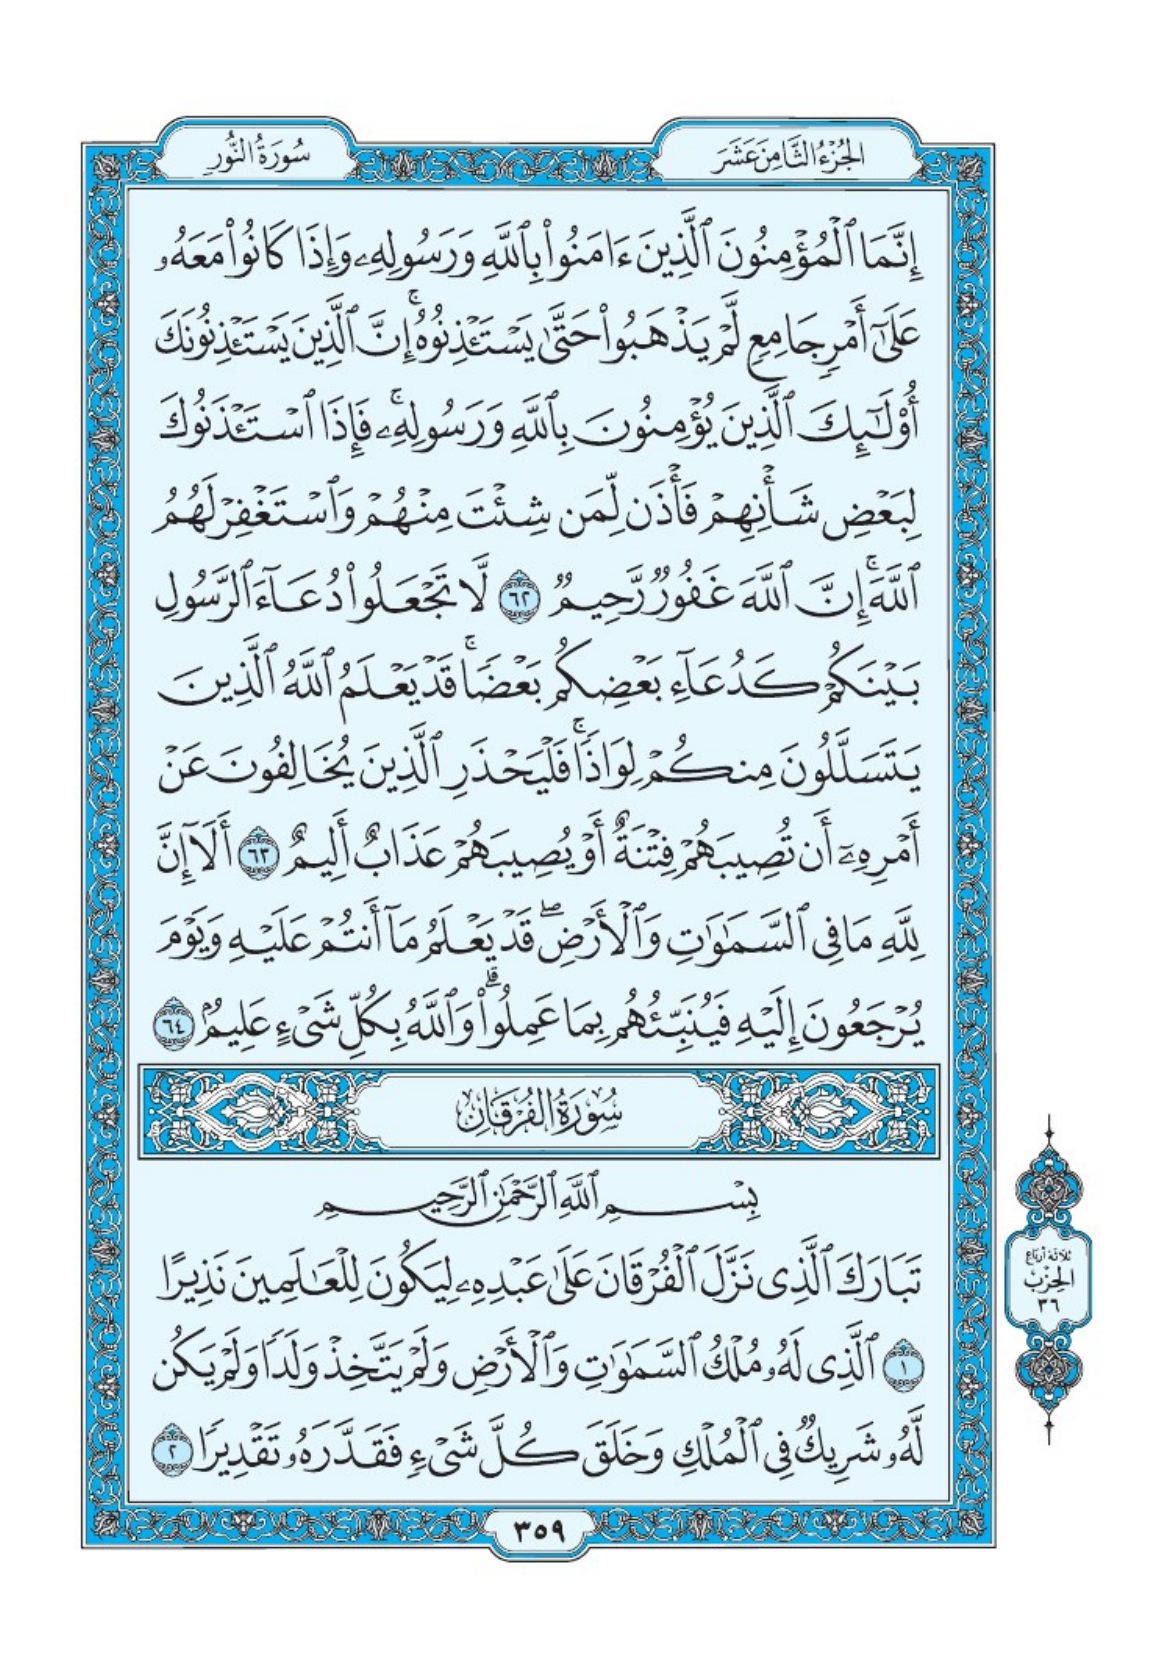 الجُزْءُ الثَّامِنَ عَشَرَ
سُورَةُ النُّورِ
إِنَّمَا ٱلْمُؤْمِنُونَ ٱلَّذِينَ ءَامَنُوا۟ بِٱللَّهِ وَرَسُولِهِۦ وَإِذَا كَانُوا۟ مَعَهُۥ
عَلَىٰٓ أَمْرٍ جَامِعٍ لَّمْ يَذْهَبُوا۟ حَتَّىٰ يَسْتَـْٔذِنُوهُ ۚ إِنَّ ٱلَّذِينَ يَسْتَـْٔذِنُونَكَ
أُو۟لَـٰٓئِكَ ٱلَّذِينَ يُؤْمِنُونَ بِٱللَّهِ وَرَسُولِهِۦ ۚ فَإِذَا ٱسْتَـْٔذَنُوكَ
لِبَعْضِ شَأْنِهِمْ فَأْذَن لِّمَن شِئْتَ مِنْهُمْ وَٱسْتَغْفِرْ لَهُمُ
ٱللَّهَ ۚ إِنَّ ٱللَّهَ غَفُورٌ رَّحِيمٌ ٦٢ لَّا تَجْعَلُوا۟ دُعَآءَ ٱلرَّسُولِ
بَيْنَكُمْ كَدُعَآءِ بَعْضِكُم بَعْضًا ۚ قَدْ يَعْلَمُ ٱللَّهُ ٱلَّذِينَ
يَتَسَلَّلُونَ مِنكُمْ لِوَاذًا ۚ فَلْيَحْذَرِ ٱلَّذِينَ يُخَالِفُونَ عَنْ
أَمْرِهِۦٓ أَن تُصِيبَهُمْ فِتْنَةٌ أَوْ يُصِيبَهُمْ عَذَابٌ أَلِيمٌ ٦٣ أَلَآ إِنَّ
لِلَّهِ مَا فِى ٱلسَّمَـٰوَٰتِ وَٱلْأَرْضِ ۖ قَدْ يَعْلَمُ مَآ أَنتُمْ عَلَيْهِ وَيَوْمَ
يُرْجَعُونَ إِلَيْهِ فَيُنَبِّئُهُم بِمَا عَمِلُوا۟ ۗ وَٱللَّهُ بِكُلِّ شَىْءٍ عَلِيمٌۢ ٦٤
سُورَةُ الفُرْقَانِ
بِسْمِ ٱللَّهِ ٱلرَّحْمَـٰنِ ٱلرَّحِيمِ
تَبَارَكَ ٱلَّذِى نَزَّلَ ٱلْفُرْقَانَ عَلَىٰ عَبْدِهِۦ لِيَكُونَ لِلْعَـٰلَمِينَ نَذِيرًا
١ ٱلَّذِى لَهُۥ مُلْكُ ٱلسَّمَـٰوَٰتِ وَٱلْأَرْضِ وَلَمْ يَتَّخِذْ وَلَدًا وَلَمْ يَكُن
لَّهُۥ شَرِيكٌ فِى ٱلْمُلْكِ وَخَلَقَ كُلَّ شَىْءٍ فَقَدَّرَهُۥ تَقْدِيرًا ٢
ثلاثة أرباع
الحِزْب
٣٦
٣٥٩